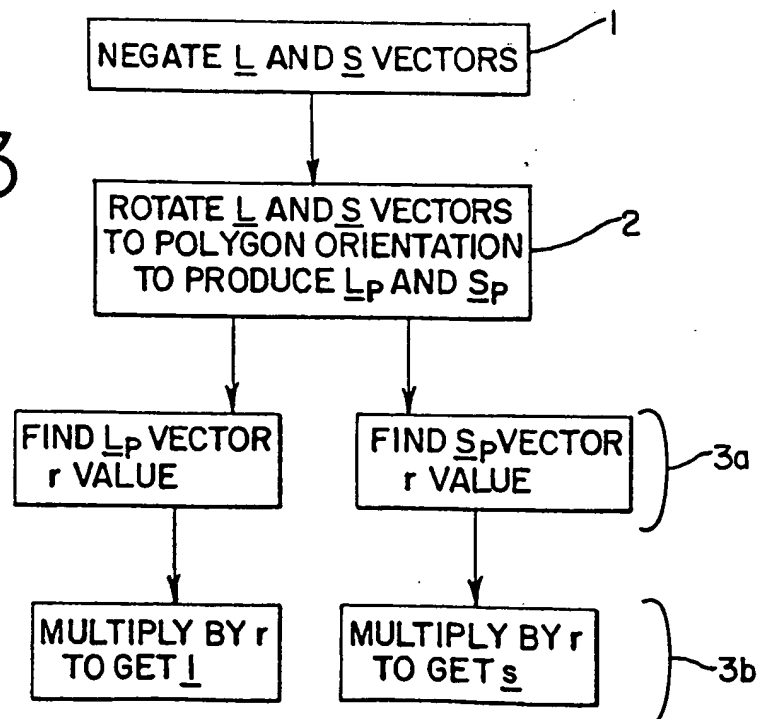 1
NEGATE L AND S VECTORS
3
ROTATE L AND S VECTORS
TO POLYGON ORIENTATION
TO PRODUCE LP AND SP
2
FIND LP VECTOR
r VALUE
FIND SP VECTOR
r VALUE
3a
MULTIPLY BY r
TO GET l
MULTIPLY BY r
TO GET s
3b